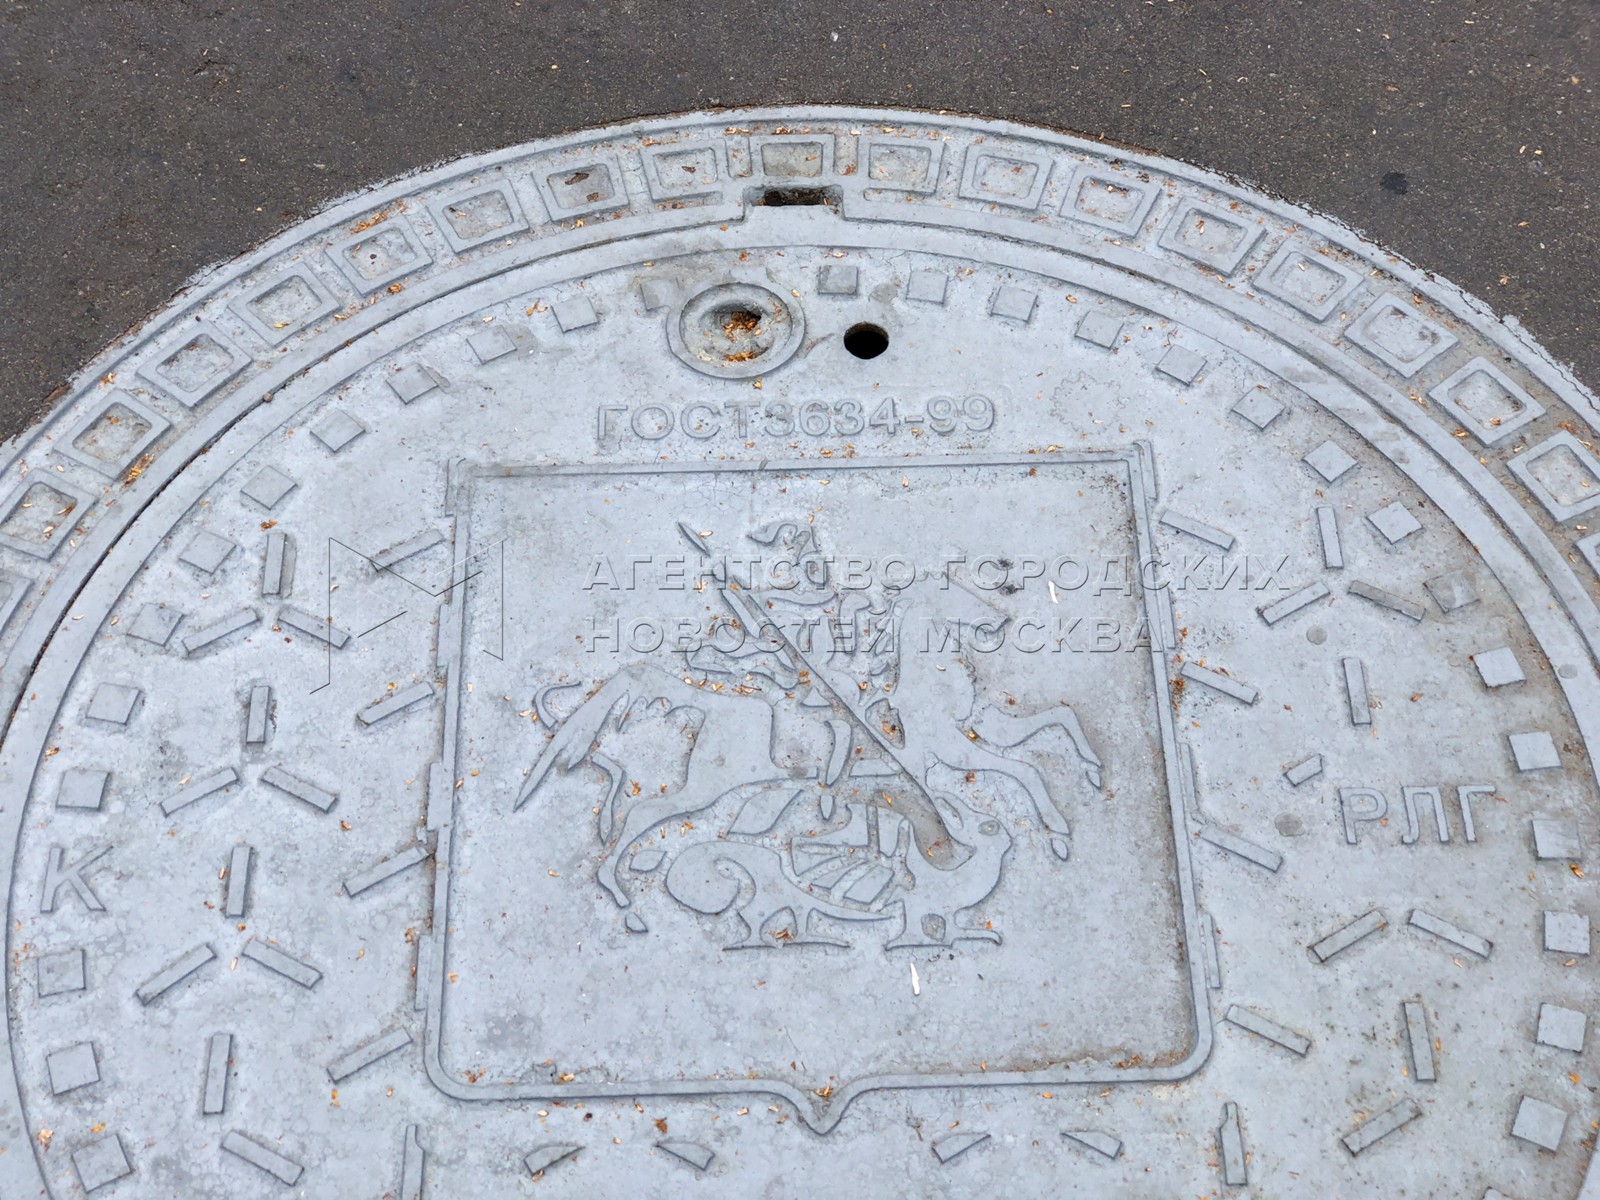 ГОСТ3634-99
АГЕНТСТВО ГОРОДСКИХ
НОВОСТЕЙ МОСКВА
К
РЛГ